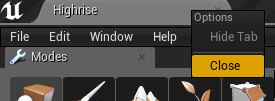 Highrise
Options
File Edit Window Help
Hide Tab
Modes
Close